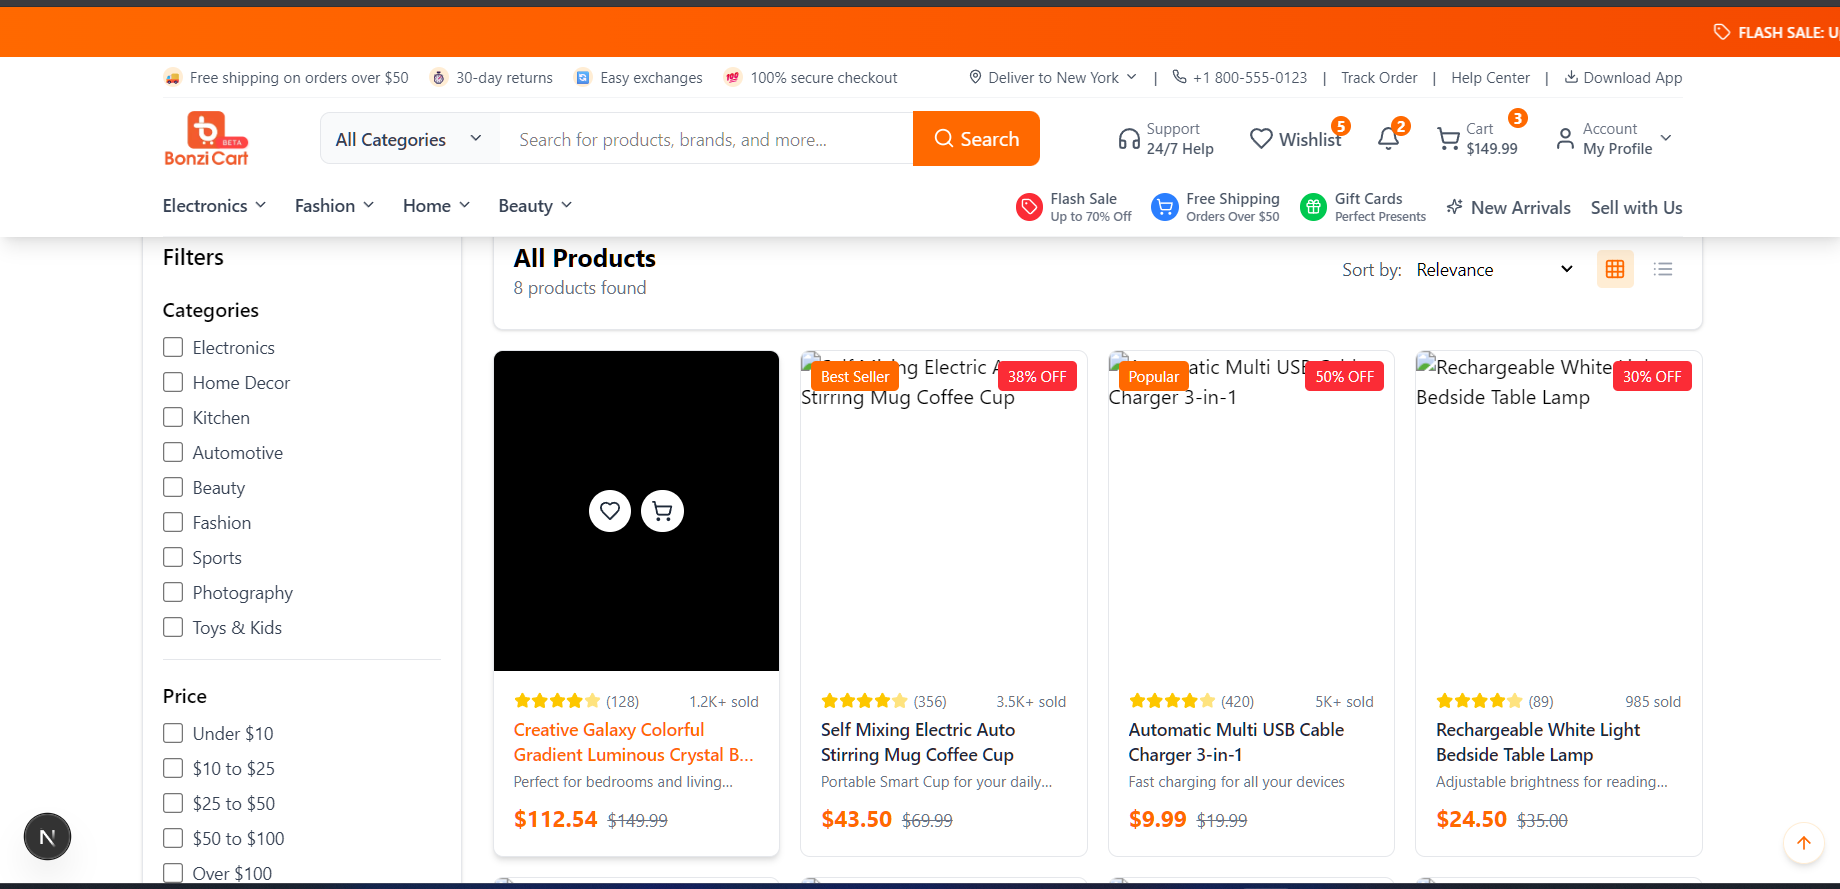 FLASH SALE: U
Free shipping on orders over $50
30-day returns
Easy exchanges
100% secure checkout
Deliver to New York | +1 800-555-0123 | Track Order | Help Center | Download App
BETA
Bonzi Cart
All Categories
Search for products, brands, and more...
Search
Support
24/7 Help
Wishlist
5
2
Cart
$149.99
3
Account
My Profile
Electronics
Fashion
Home
Beauty
Flash Sale
Up to 70% Off
Free Shipping
Orders Over $50
Gift Cards
Perfect Presents
New Arrivals
Sell with Us
Filters
Categories
Electronics
Home Decor
Kitchen
Automotive
Beauty
Fashion
Sports
Photography
Toys & Kids
Price
Under $10
$10 to $25
$25 to $50
$50 to $100
Over $100
N
All Products
8 products found
Sort by: Relevance
(128) 1.2K+ sold
Creative Galaxy Colorful
Gradient Luminous Crystal B...
Perfect for bedrooms and living...
$112.54 $149.99
Mixing Electric
Stirring Mug Coffee Cup
Best Seller
38% OFF
(356) 3.5K+ sold
Self Mixing Electric Auto
Stirring Mug Coffee Cup
Portable Smart Cup for your daily...
$43.50 $69.99
Multi USB
Charger 3-in-1
Popular
50% OFF
(420) 5K+ sold
Automatic Multi USB Cable
Charger 3-in-1
Fast charging for all your devices
$9.99 $19.99
Rechargeable White
Bedside Table Lamp
30% OFF
(89) 985 sold
Rechargeable White Light
Bedside Table Lamp
Adjustable brightness for reading...
$24.50 $35.00